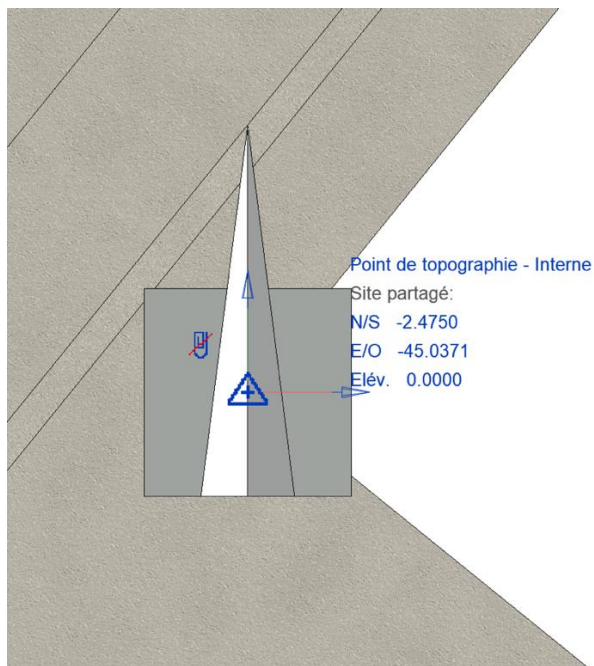 Point de topographie - Interne
Site partagé:
N/S -2.4750
E/O -45.0371
Elév. 0.0000